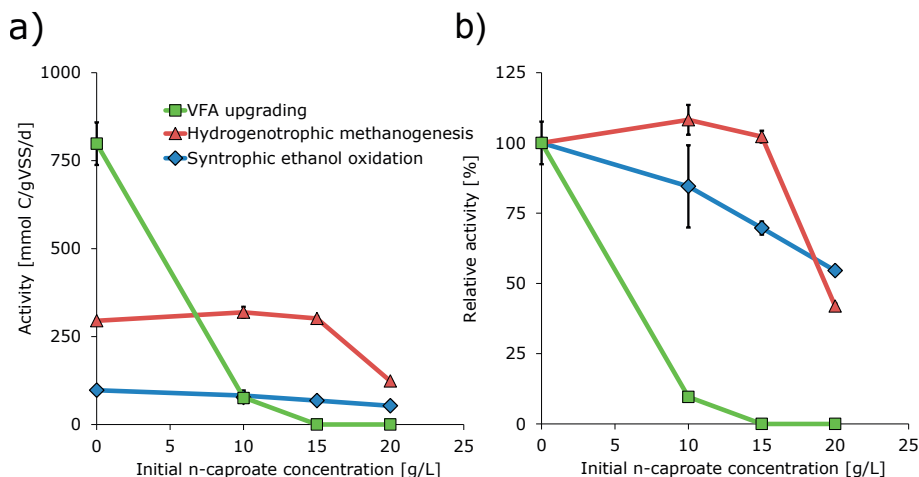 a)
Activity [mmol C/gVSS/d]
1000
750
500
250
0
VFA upgrading
Hydrogenotrophic methanogenesis
Syntrophic ethanol oxidation
0 5 10 15 20 25
Initial n-caproate concentration [g/L]
b)
Relative activity [%]
125
100
75
50
25
0
0 5 10 15 20 25
Initial n-caproate concentration [g/L]